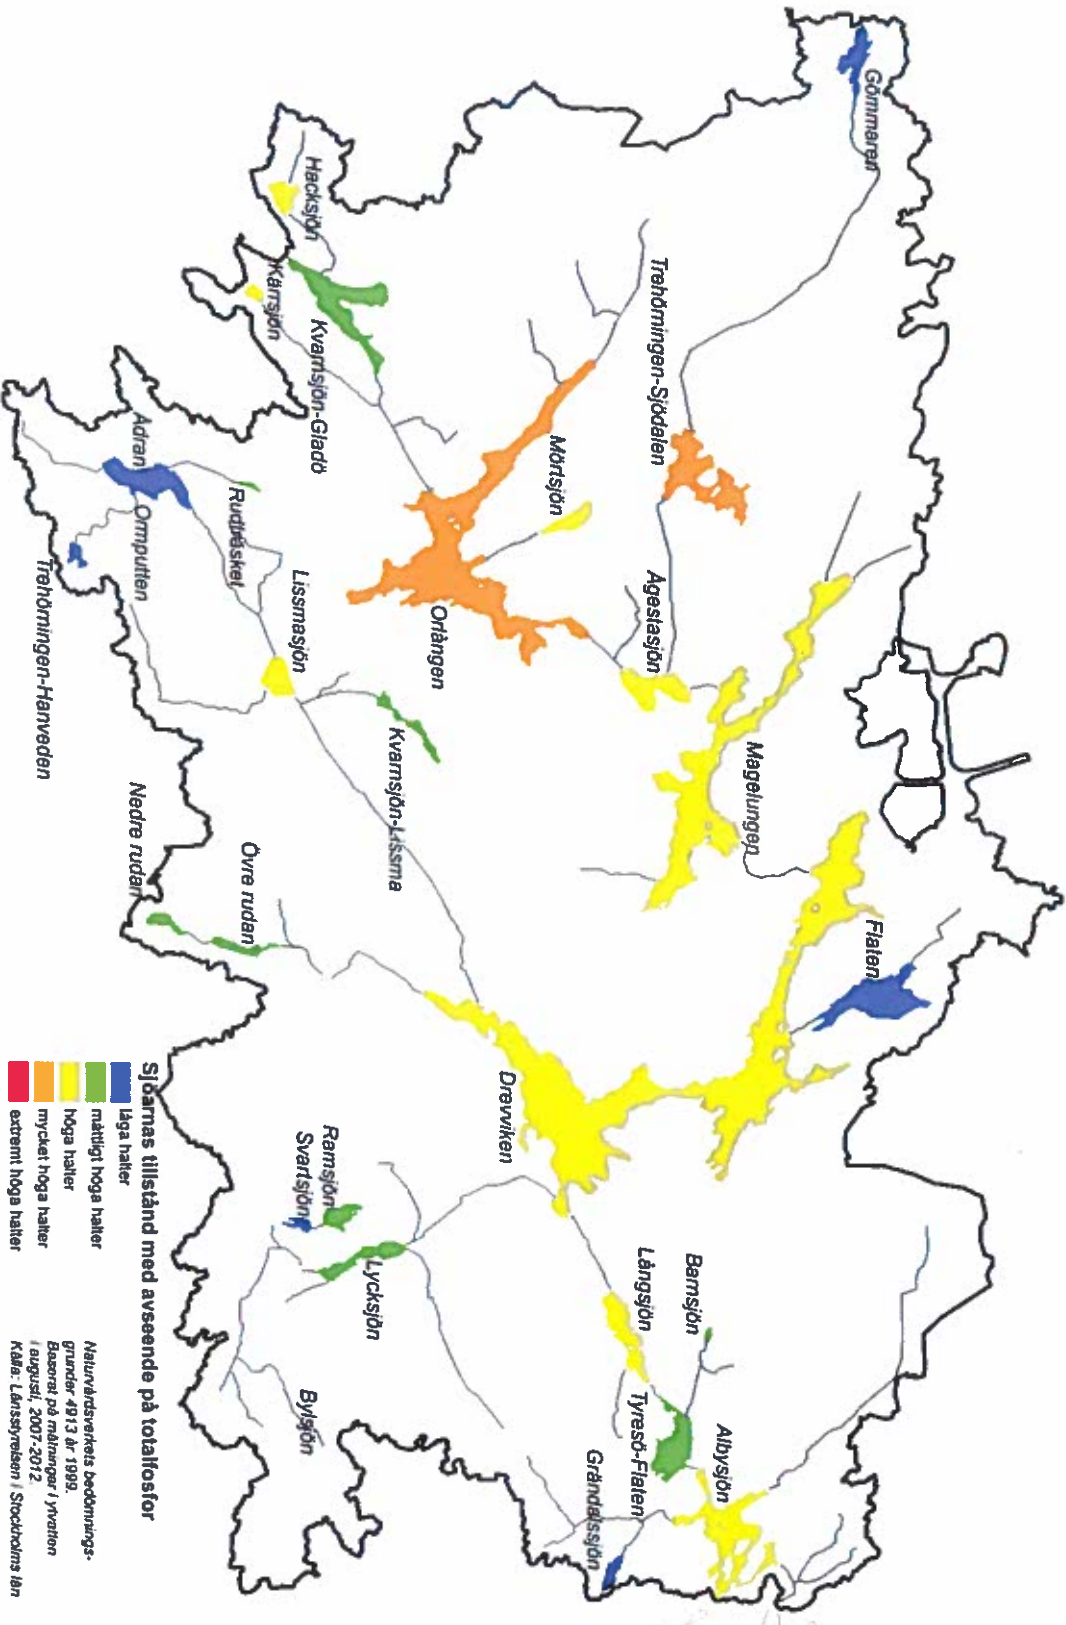 Gömmaren
Hacksjön
Kärrsjön
Kvarnsjön-Gladö
Trehörningen-Sjödalen
Mörtsjön
Orlången
Ågestasjön
Magelungen
Ådran
Ormputten
Rudträsket
Trehörningen-Hanveden
Lissmasjön
Kvarnsjön-Lissma
Nedre rudan
Övre rudan
Flaten
Drevviken
Ramsjön
Svartsjön
Lycksjön
Bylsjön
Långsjön
Barnsjön
Tyresö-Flaten
Albysjön
Grändalssjön
Sjöarnas tillstånd med avseende på totalfosfor
låga halter
måttligt höga halter
höga halter
mycket höga halter
extremt höga halter
Naturvårdsverkets bedömnings-
grunder 4913 år 1999.
Baserat på mätningar i ytvatten
i augusti, 2007-2012.
Källa: Länsstyrelsen i Stockholms län